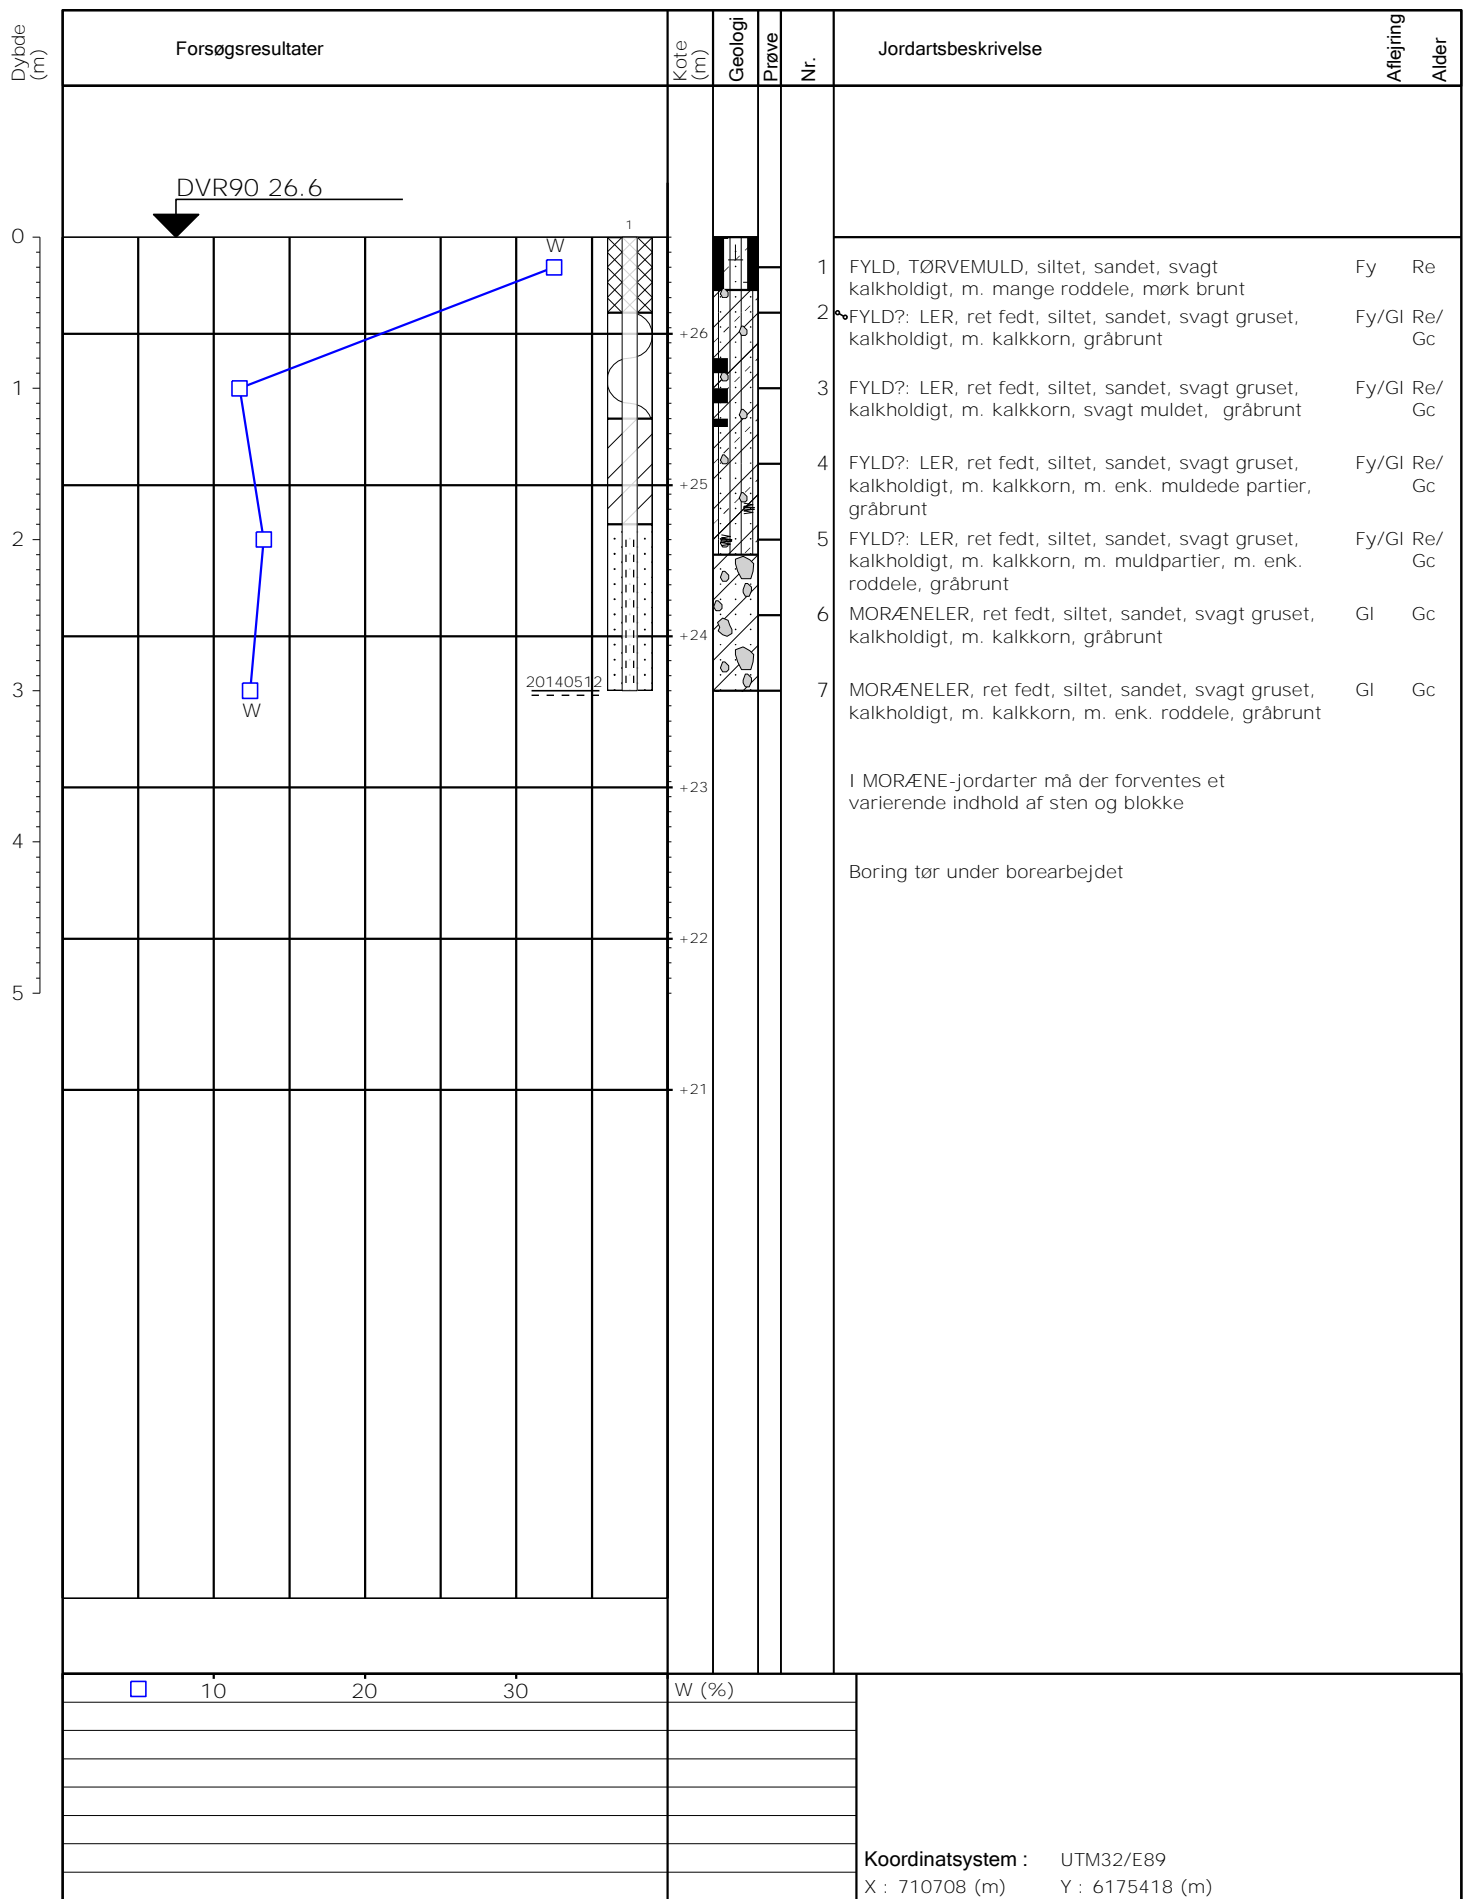 Dybde
(m)
Forsøgsresultater
Kote
(m)
Geologi
Prøve
Nr.
Jordartsbeskrivelse
Aflejring
Alder
DVR90 26.6
1
W
0
1
2
3
4
5
+26
+25
+24
+23
+22
+21
20140512
W
1 FYLD, TØRVEMULD, siltet, sandet, svagt Fy Re
kalkholdigt, m. mange roddele, mørk brunt
2 FYLD?: LER, ret fedt, siltet, sandet, svagt gruset, Fy/Gl Re/
kalkholdigt, m. kalkkorn, gråbrunt Gc
3 FYLD?: LER, ret fedt, siltet, sandet, svagt gruset, Fy/Gl Re/
kalkholdigt, m. kalkkorn, svagt muldet, gråbrunt Gc
4 FYLD?: LER, ret fedt, siltet, sandet, svagt gruset, Fy/Gl Re/
kalkholdigt, m. kalkkorn, m. enk. muldede partier, Gc
gråbrunt
5 FYLD?: LER, ret fedt, siltet, sandet, svagt gruset, Fy/Gl Re/
kalkholdigt, m. kalkkorn, m. muldpartier, m. enk. Gc
roddele, gråbrunt
6 MORÆNELER, ret fedt, siltet, sandet, svagt gruset, Gl Gc
kalkholdigt, m. kalkkorn, gråbrunt
7 MORÆNELER, ret fedt, siltet, sandet, svagt gruset, Gl Gc
kalkholdigt, m. kalkkorn, m. enk. roddele, gråbrunt
I MORÆNE-jordarter må der forventes et
varierende indhold af sten og blokke
Boring tør under borearbejdet
10 20 30 W (%)
Koordinatsystem : UTM32/E89
X : 710708 (m) Y : 6175418 (m)